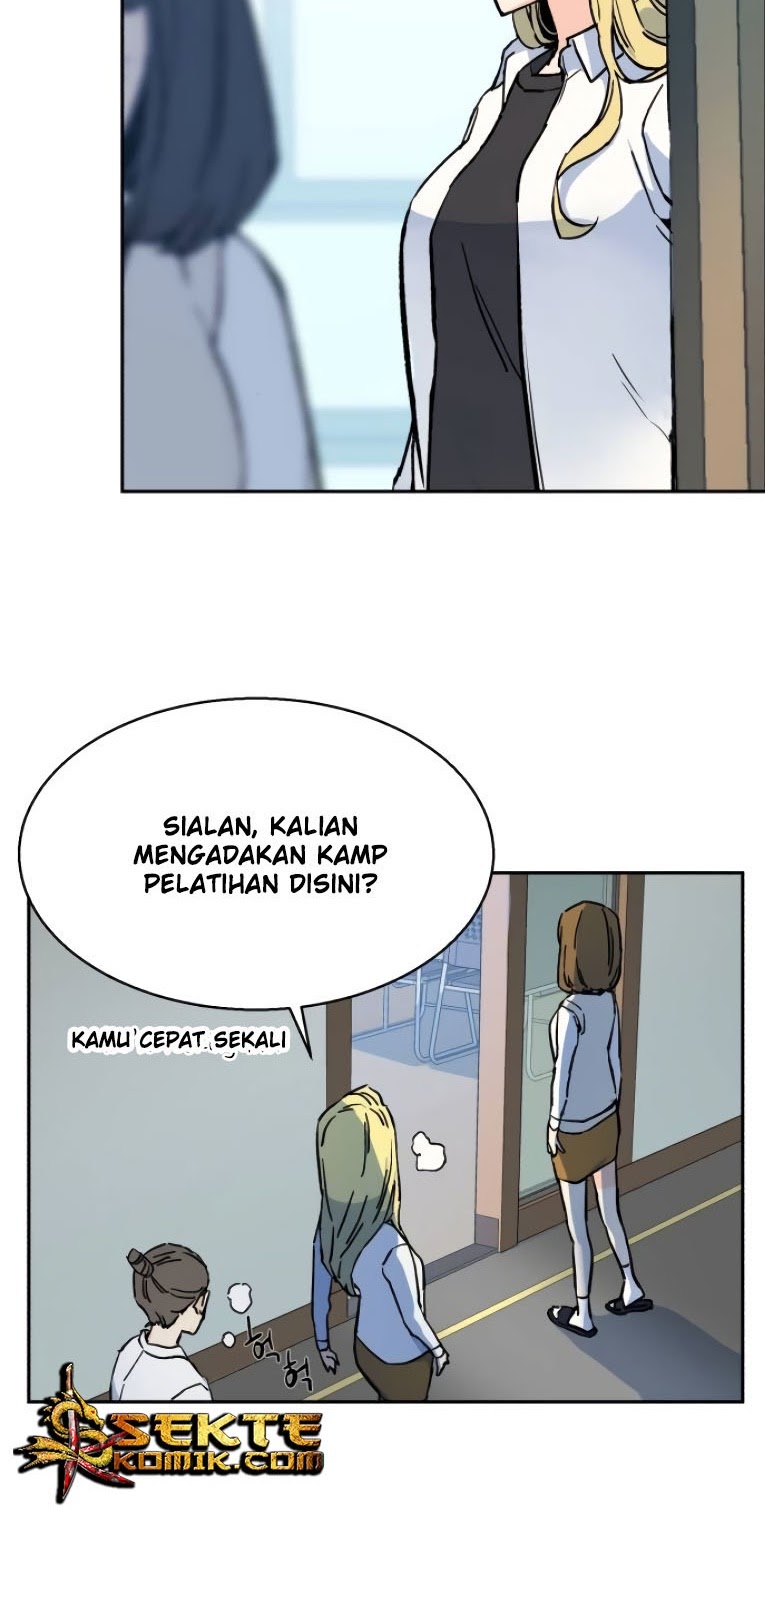 SIALAN, KALIAN
MENGADAKAN KAMP
PELATIHAN DISINI?
KAMU CEPAT SEKALI
헉 헉
SEKTE
KOMIK.COM